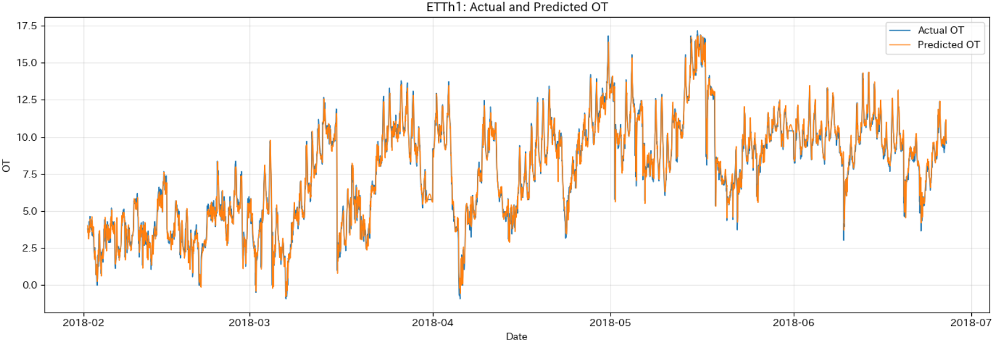 ETTh1: Actual and Predicted OT
Actual OT
Predicted OT
OT
17.5
15.0
12.5
10.0
7.5
5.0
2.5
0.0
2018-02
2018-03
2018-04
2018-05
2018-06
2018-07
Date